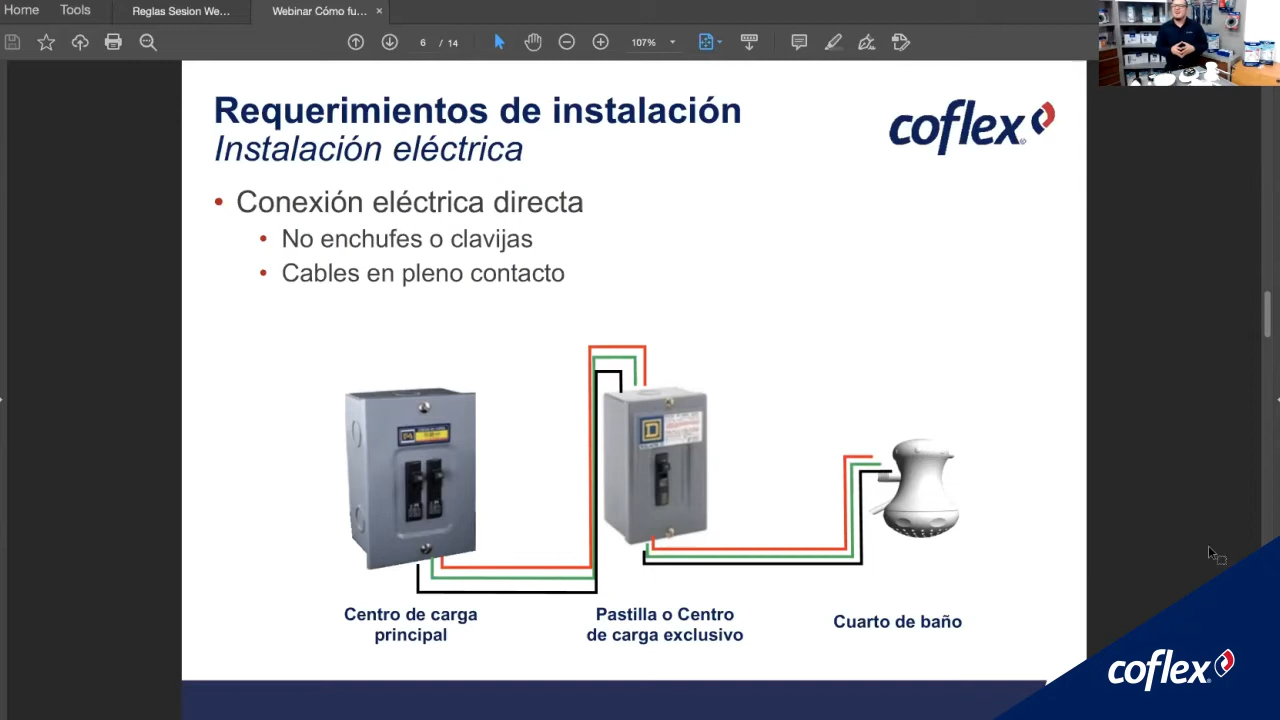 Home
Tools
Reglas Sesion We...
Webinar Cómo fu...
6 / 14
107%
Requerimientos de instalación
Instalación eléctrica
coflex
• Conexión eléctrica directa
• No enchufes o clavijas
• Cables en pleno contacto
Centro de carga
principal
Pastilla o Centro
de carga exclusivo
Cuarto de baño
coflex